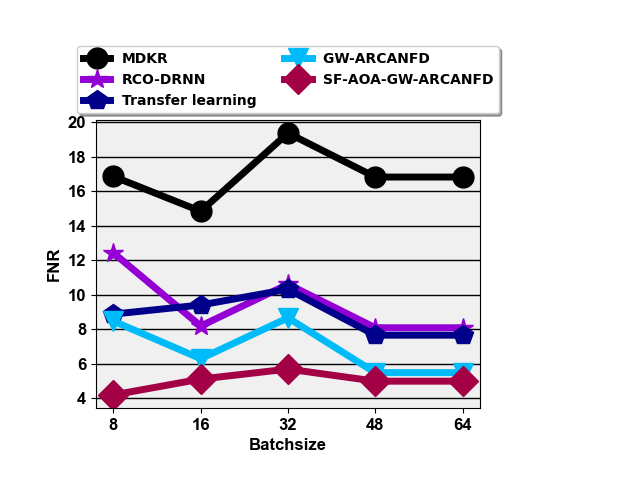 MDKR
RCO-DRNN
Transfer learning
GW-ARCANFD
SF-AOA-GW-ARCANFD
20
18
16
14
12
10
8
6
4
FNR
8 16 32 48 64
Batchsize